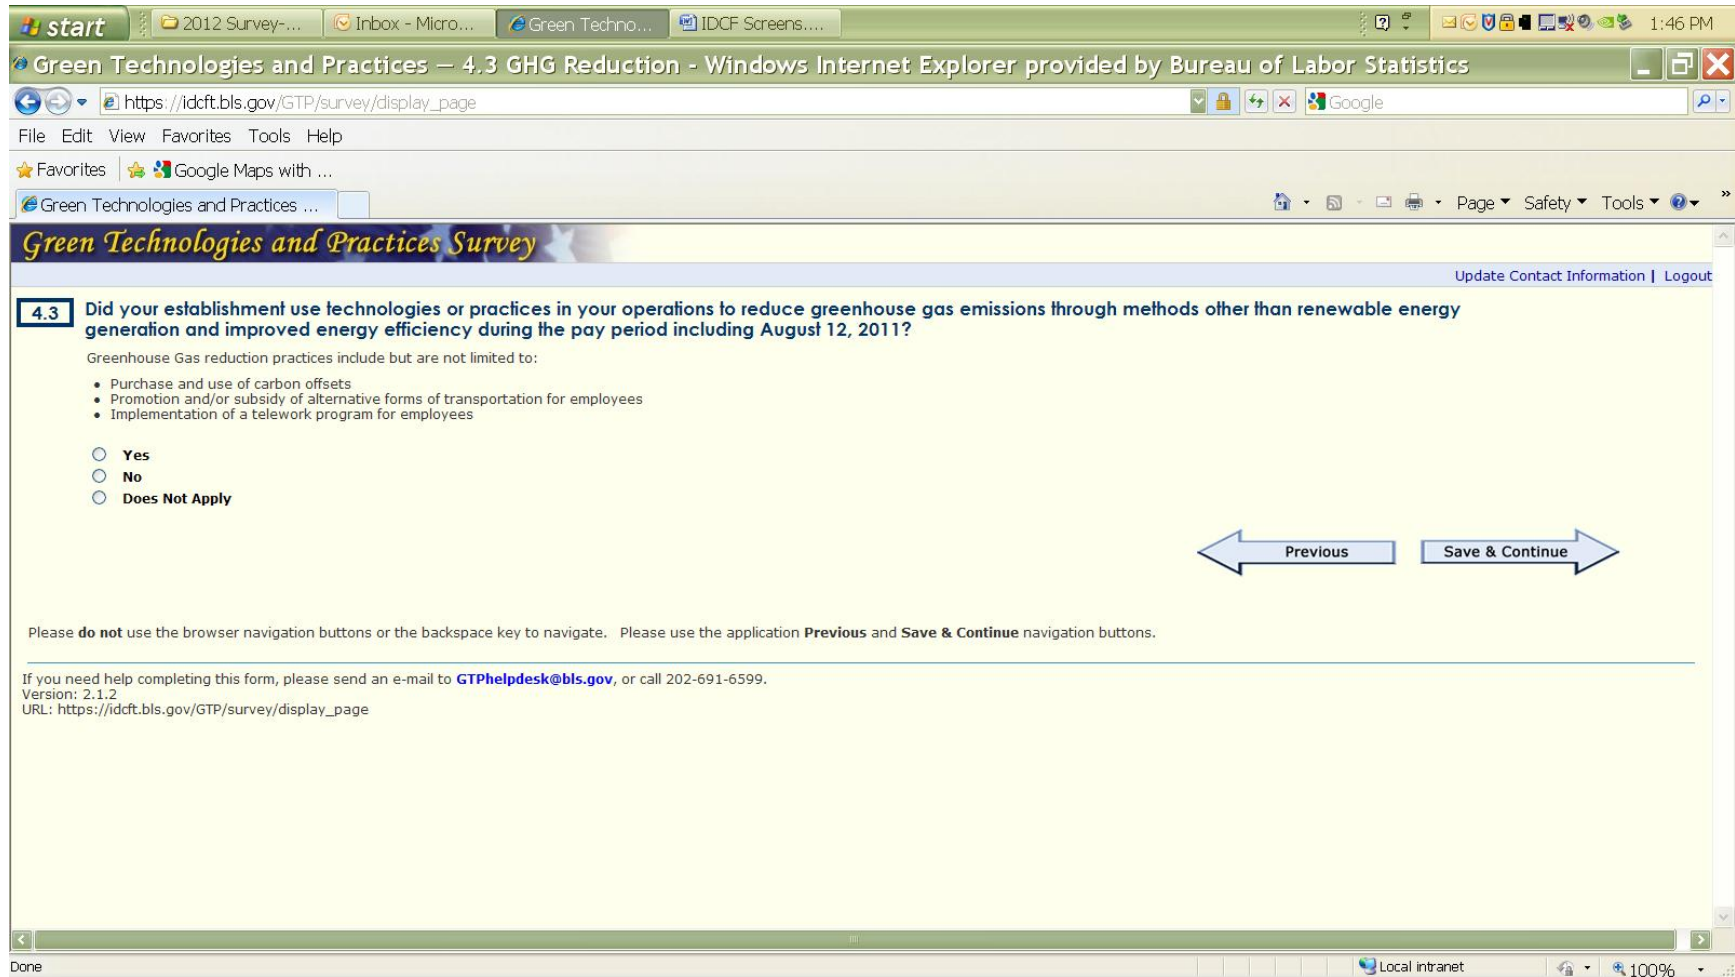 start 2012 Survey-... Inbox - Micro... Green Techno... IDCF Screens.... 1:46 PM
Green Technologies and Practices — 4.3 GHG Reduction - Windows Internet Explorer provided by Bureau of Labor Statistics
https://idcft.bls.gov/GTP/survey/display_page Google
File Edit View Favorites Tools Help
Favorites Google Maps with ...
Green Technologies and Practices ... Page Safety Tools »
Green Technologies and Practices Survey
Update Contact Information | Logout
4.3 Did your establishment use technologies or practices in your operations to reduce greenhouse gas emissions through methods other than renewable energy
generation and improved energy efficiency during the pay period including August 12, 2011?
Greenhouse Gas reduction practices include but are not limited to:
• Purchase and use of carbon offsets
• Promotion and/or subsidy of alternative forms of transportation for employees
• Implementation of a telework program for employees
Yes
No
Does Not Apply
Previous Save & Continue
Please do not use the browser navigation buttons or the backspace key to navigate. Please use the application Previous and Save & Continue navigation buttons.
If you need help completing this form, please send an e-mail to GTPhelpdesk@bls.gov, or call 202-691-6599.
Version: 2.1.2
URL: https://idcft.bls.gov/GTP/survey/display_page
Done Local intranet 100%